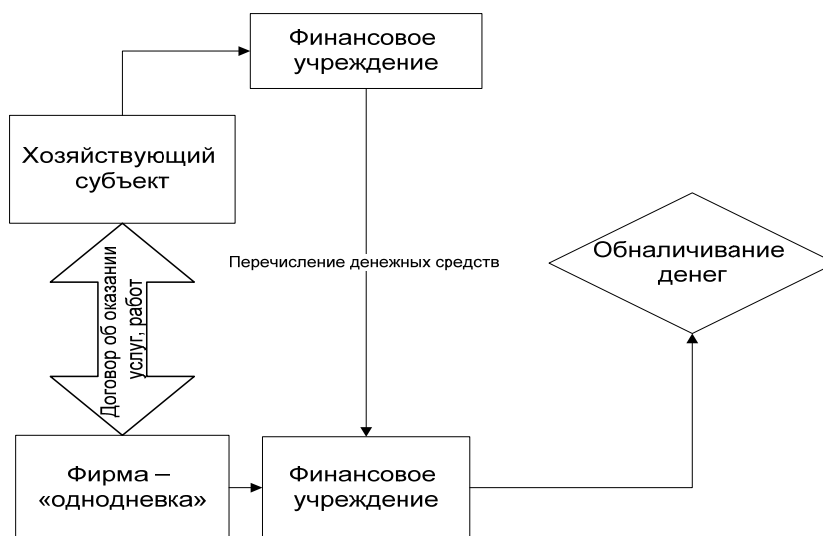 Финансовое
учреждение
Хозяйствующий
субъект
Перечисление денежных средств
Обналичивание
денег
Договор об оказании
услуг, работ
Фирма –
«однодневка»
Финансовое
учреждение